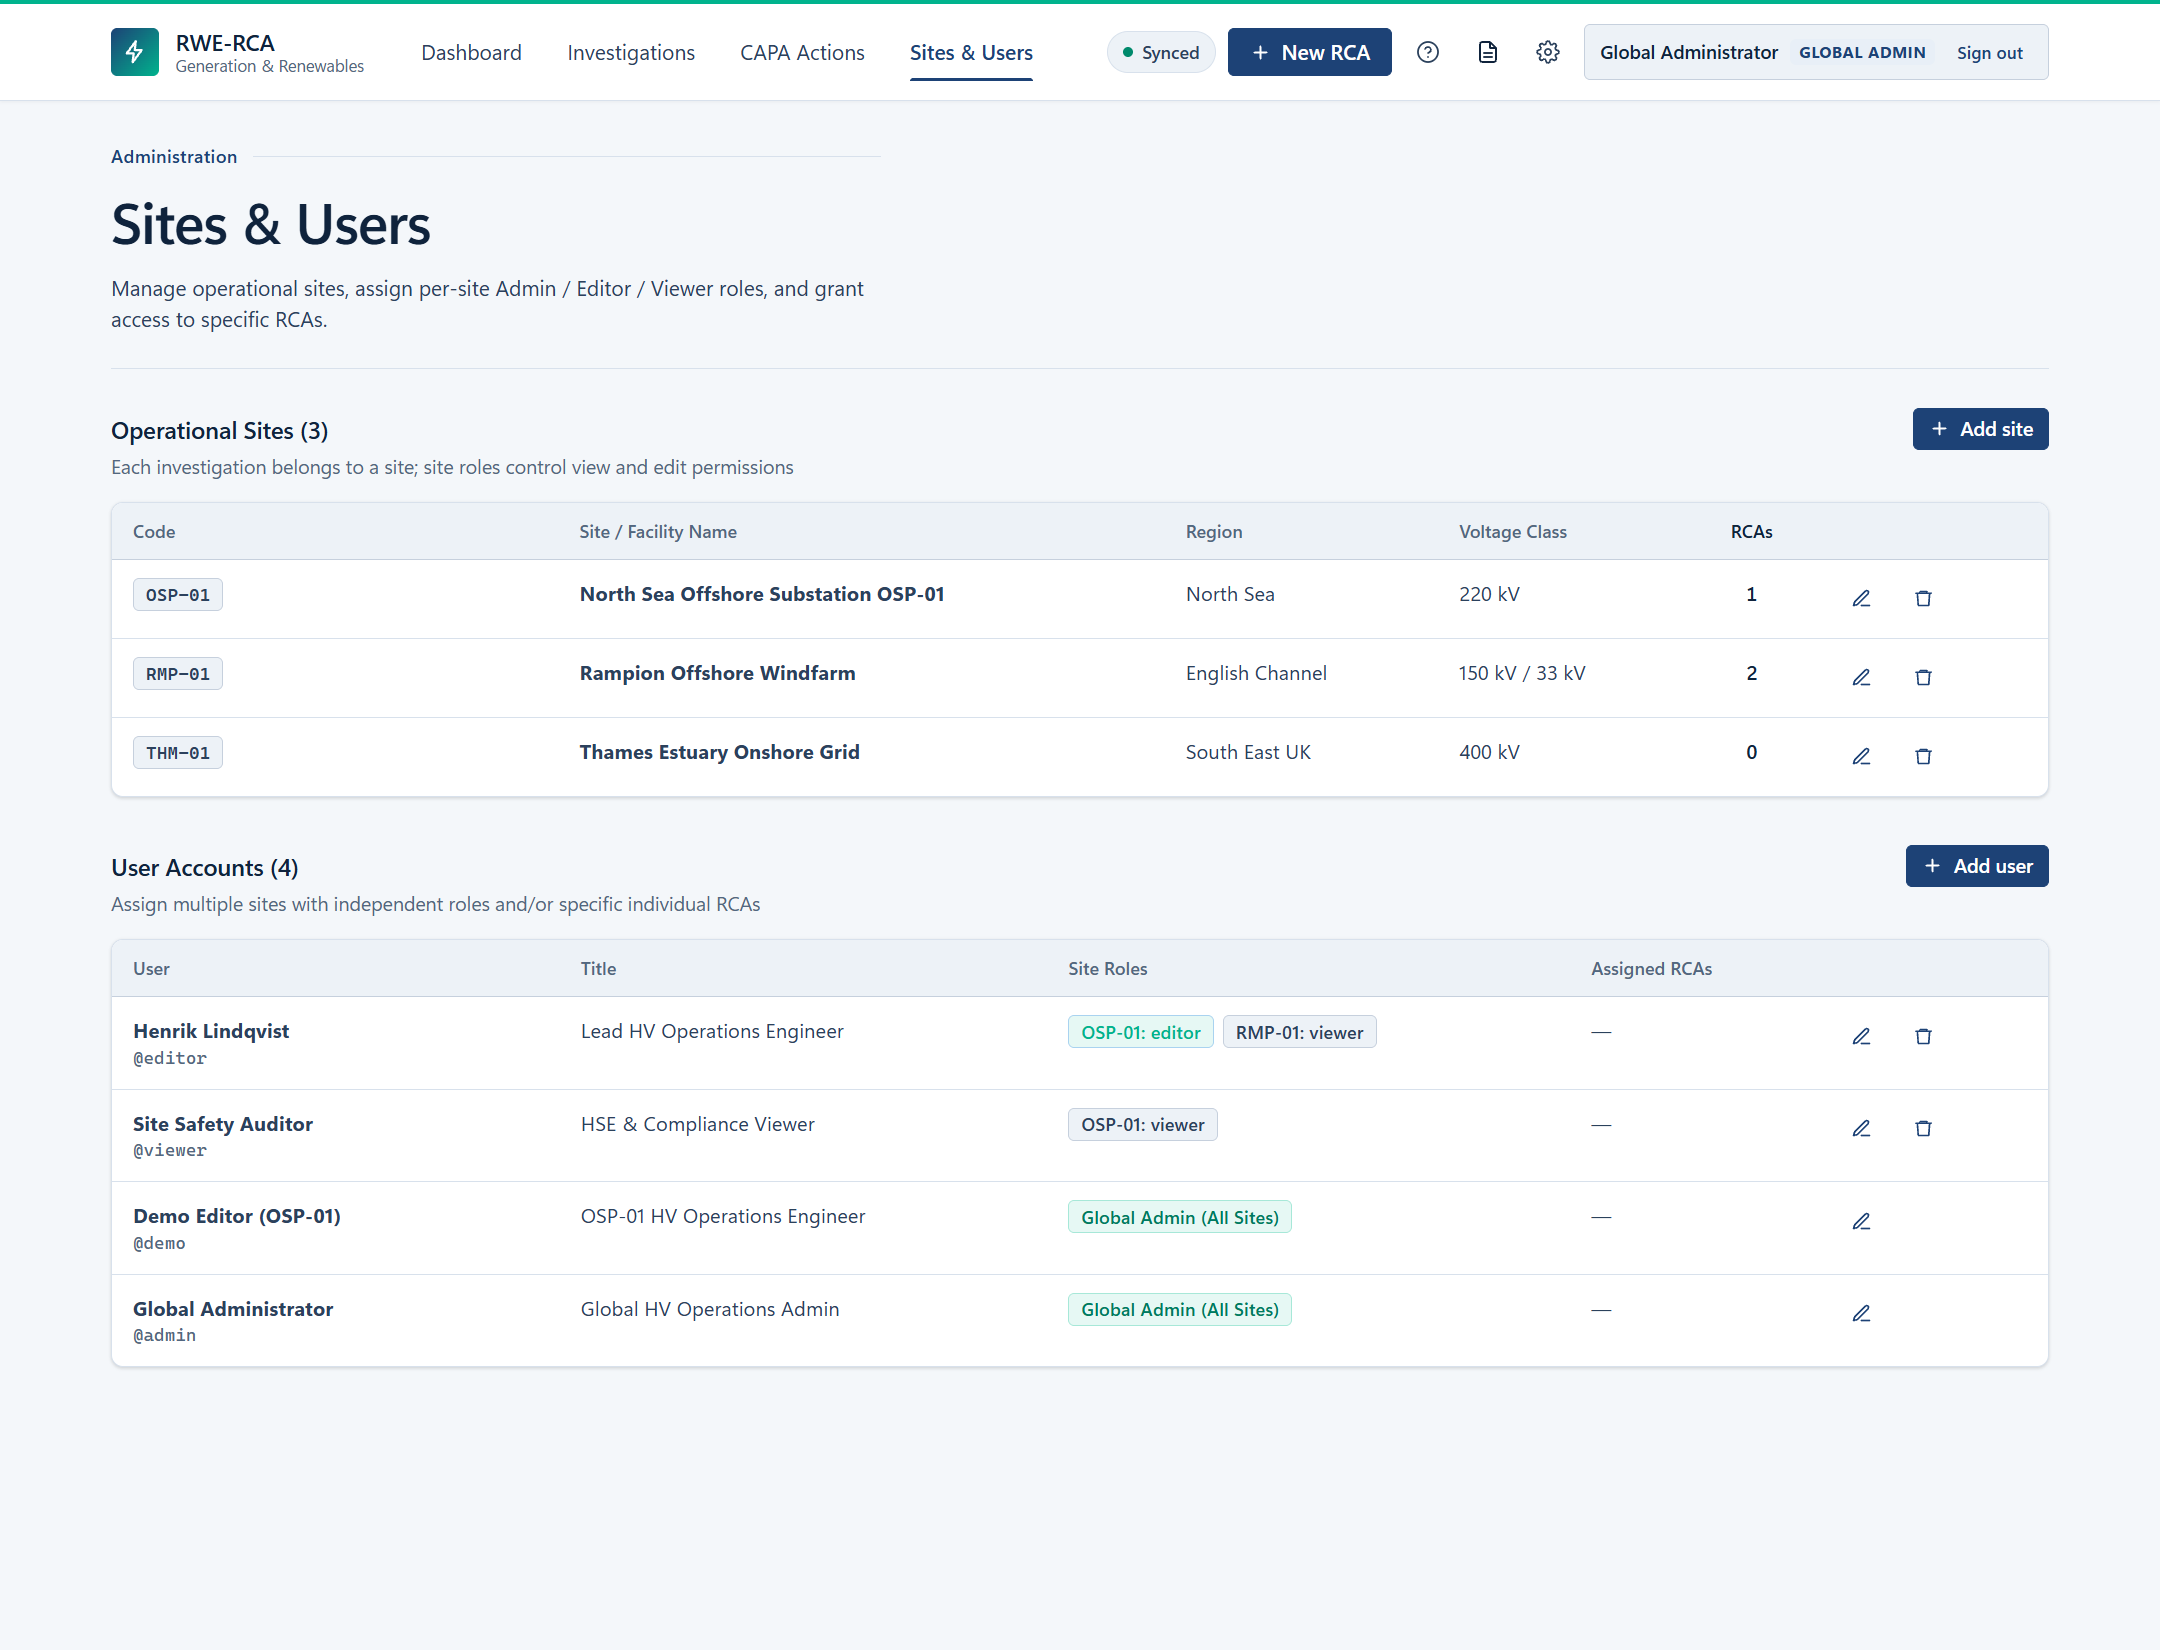 RWE-RCA
Generation & Renewables
Dashboard
Investigations
CAPA Actions
Sites & Users
Synced
+ New RCA
Global Administrator
GLOBAL ADMIN
Sign out
Administration
Sites & Users
Manage operational sites, assign per-site Admin / Editor / Viewer roles, and grant
access to specific RCAs.
Operational Sites (3)
+ Add site
Each investigation belongs to a site; site roles control view and edit permissions
Code Site / Facility Name Region Voltage Class RCAs
OSP-01 North Sea Offshore Substation OSP-01 North Sea 220 kV 1
RMP-01 Rampion Offshore Windfarm English Channel 150 kV / 33 kV 2
THM-01 Thames Estuary Onshore Grid South East UK 400 kV 0
User Accounts (4)
+ Add user
Assign multiple sites with independent roles and/or specific individual RCAs
User Title Site Roles Assigned RCAs
Henrik Lindqvist Lead HV Operations Engineer OSP-01: editor RMP-01: viewer —
@editor
Site Safety Auditor HSE & Compliance Viewer OSP-01: viewer —
@viewer
Demo Editor (OSP-01) OSP-01 HV Operations Engineer Global Admin (All Sites) —
@demo
Global Administrator Global HV Operations Admin Global Admin (All Sites) —
@admin